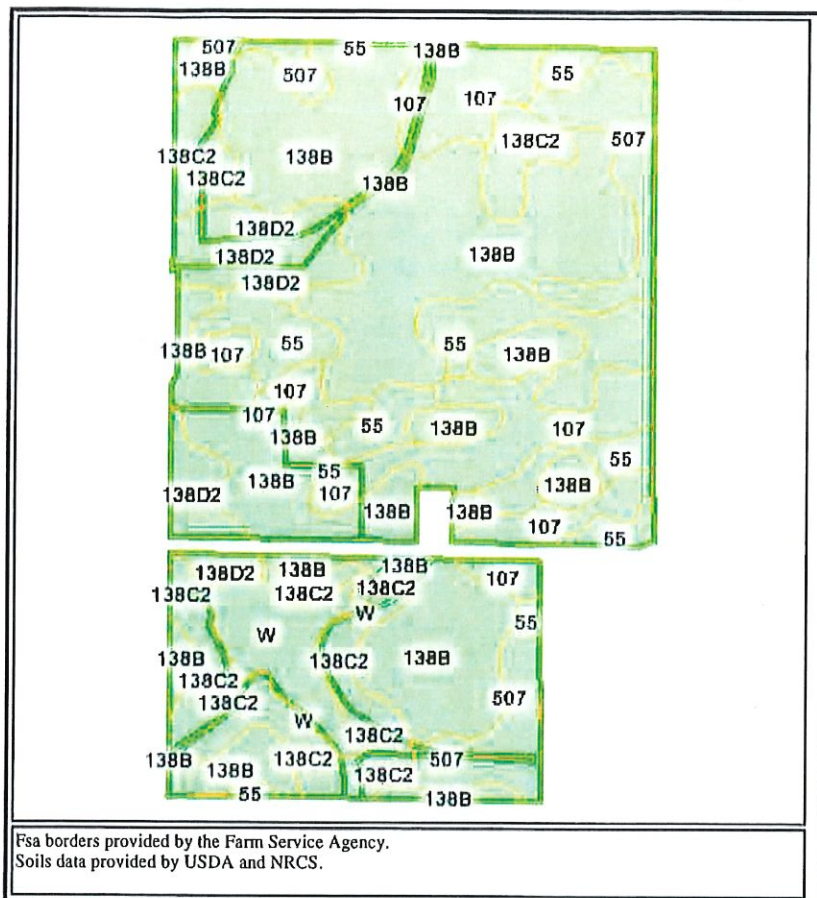 507 55 138B
138B 507 55
107 107
138C2 507
138C2 138B
138C2 138B
138D2
138D2 138B
138D2
138B 107 55 55 138B
107
107 55 138B 107
138B
55 55
138B 138B
138D2 107 138B 138B
107 55
138D2 138B 138B 107
138C2 138C2 138C2
W 55
W
138B 138C2 138B
138C2
138C2 507
W
138C2
138B 138C2 507
138B 138C2
55 138B
Fsa borders provided by the Farm Service Agency.
Soils data provided by USDA and NRCS.